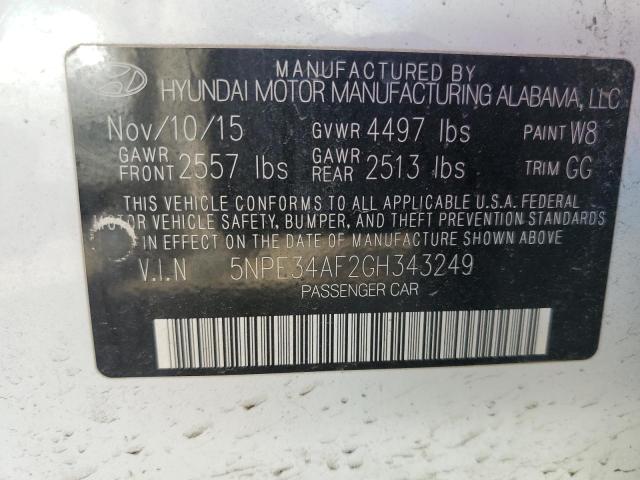 MANUFACTURED BY
HYUNDAI MOTOR MANUFACTURING ALABAMA, LLC
Nov/10/15 GVWR 4497 lbs PAINT W8
GAWR FRONT 2557 lbs GAWR REAR 2513 lbs TRIM GG
THIS VEHICLE CONFORMS TO ALL APPLICABLE U.S.A. FEDERAL
MOTOR VEHICLE SAFETY, BUMPER, AND THEFT PREVENTION STANDARDS
IN EFFECT ON THE DATE OF MANUFACTURE SHOWN ABOVE
V.I.N 5NPE34AF2GH343249
PASSENGER CAR